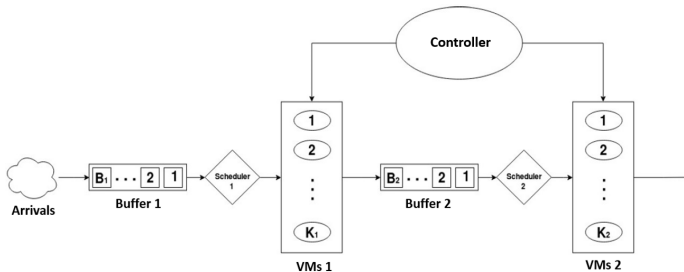 Controller
1
2
⋮
K₁
1
2
⋮
K₂
B₁ ... 2 1
Scheduler
1
B₂ ... 2 1
Scheduler
2
Arrivals
Buffer 1
Buffer 2
VMs 1
VMs 2